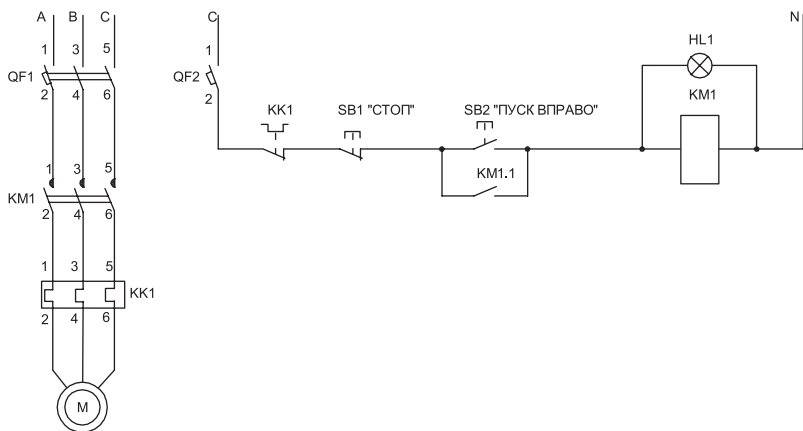 A B C
1 3 5
QF1
2 4 6
1 3 5
KM1
2 4 6
1 3 5
KK1
2 4 6
M
C N
1
QF2
2
KK1 SB1 "СТОП" SB2 "ПУСК ВПРАВО"
KM1.1
HL1
KM1